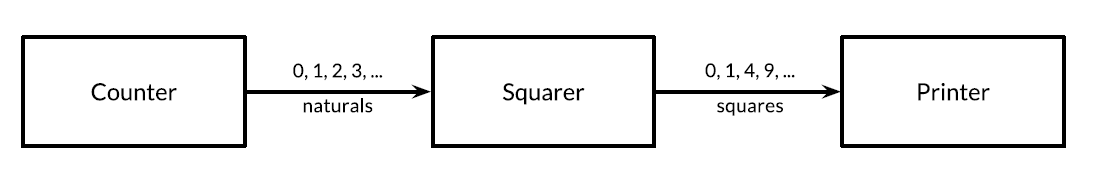 Counter
0, 1, 2, 3, ...
naturals
Squarer
0, 1, 4, 9, ...
squares
Printer